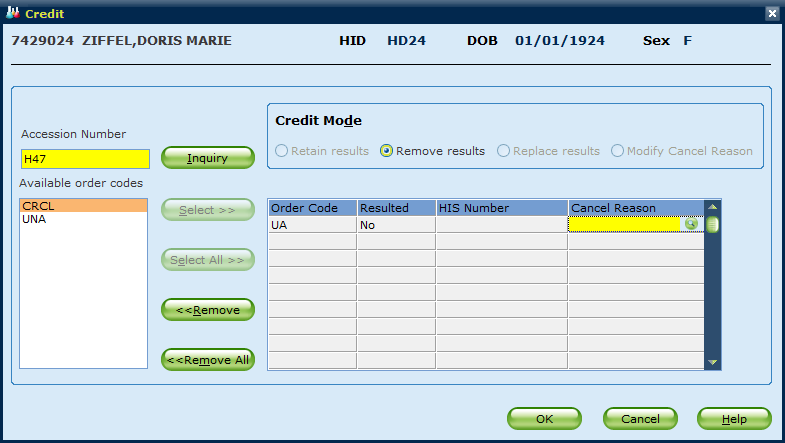 Credit
7429024 ZIFFEL,DORIS MARIE HID HD24 DOB 01/01/1924 Sex F
Credit Mode
Retain results Remove results Replace results Modify Cancel Reason
Accession Number
H47 Inquiry
Available order codes
CRCL
UNA
Select >>
Select All >>
<<Remove
<<Remove All
Order Code Resulted HIS Number Cancel Reason
UA No
OK Cancel Help